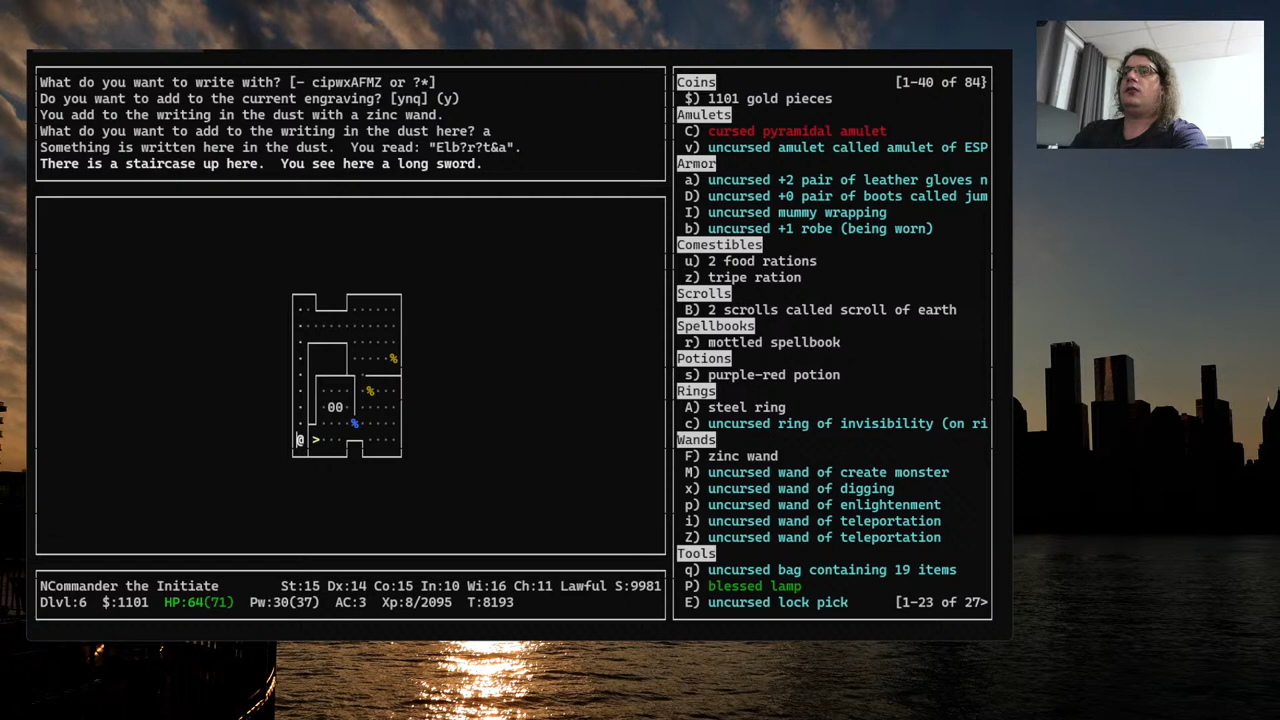 What do you want to write with? [- cipwxAFMZ or ?*]
Do you want to add to the current engraving? [ynq] (y)
You add to the writing in the dust with a zinc wand.
What do you want to add to the writing in the dust here? a
Something is written here in the dust.  You read: "Elb?r?t&a".
There is a staircase up here.  You see here a long sword.
%
%
00
%
@ >
NCommander the Initiate St:15 Dx:14 Co:15 In:10 Wi:16 Ch:11 Lawful S:9981
Dlvl:6 $:1101 HP:64(71) Pw:30(37) AC:3 Xp:8/2095 T:8193
Coins [1-40 of 84}
$) 1101 gold pieces
Amulets
C) cursed pyramidal amulet
v) uncursed amulet called amulet of ESP
Armor
a) uncursed +2 pair of leather gloves n
D) uncursed +0 pair of boots called jum
I) uncursed mummy wrapping
b) uncursed +1 robe (being worn)
Comestibles
u) 2 food rations
z) tripe ration
Scrolls
B) 2 scrolls called scroll of earth
Spellbooks
r) mottled spellbook
Potions
s) purple-red potion
Rings
A) steel ring
c) uncursed ring of invisibility (on ri
Wands
F) zinc wand
M) uncursed wand of create monster
x) uncursed wand of digging
p) uncursed wand of enlightenment
i) uncursed wand of teleportation
Z) uncursed wand of teleportation
Tools
q) uncursed bag containing 19 items
P) blessed lamp
E) uncursed lock pick [1-23 of 27>